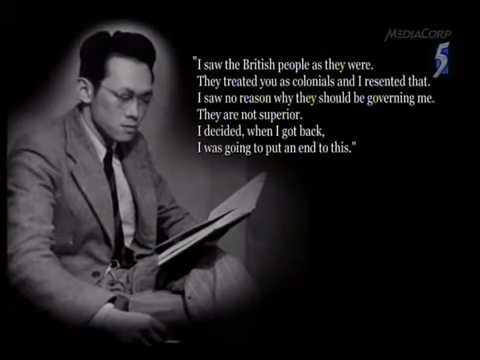 MEDIACORP
5
"I saw the British people as they were.
They treated you as colonials and I resented that.
I saw no reason why they should be governing me.
They are not superior.
I decided, when I got back,
I was going to put an end to this."